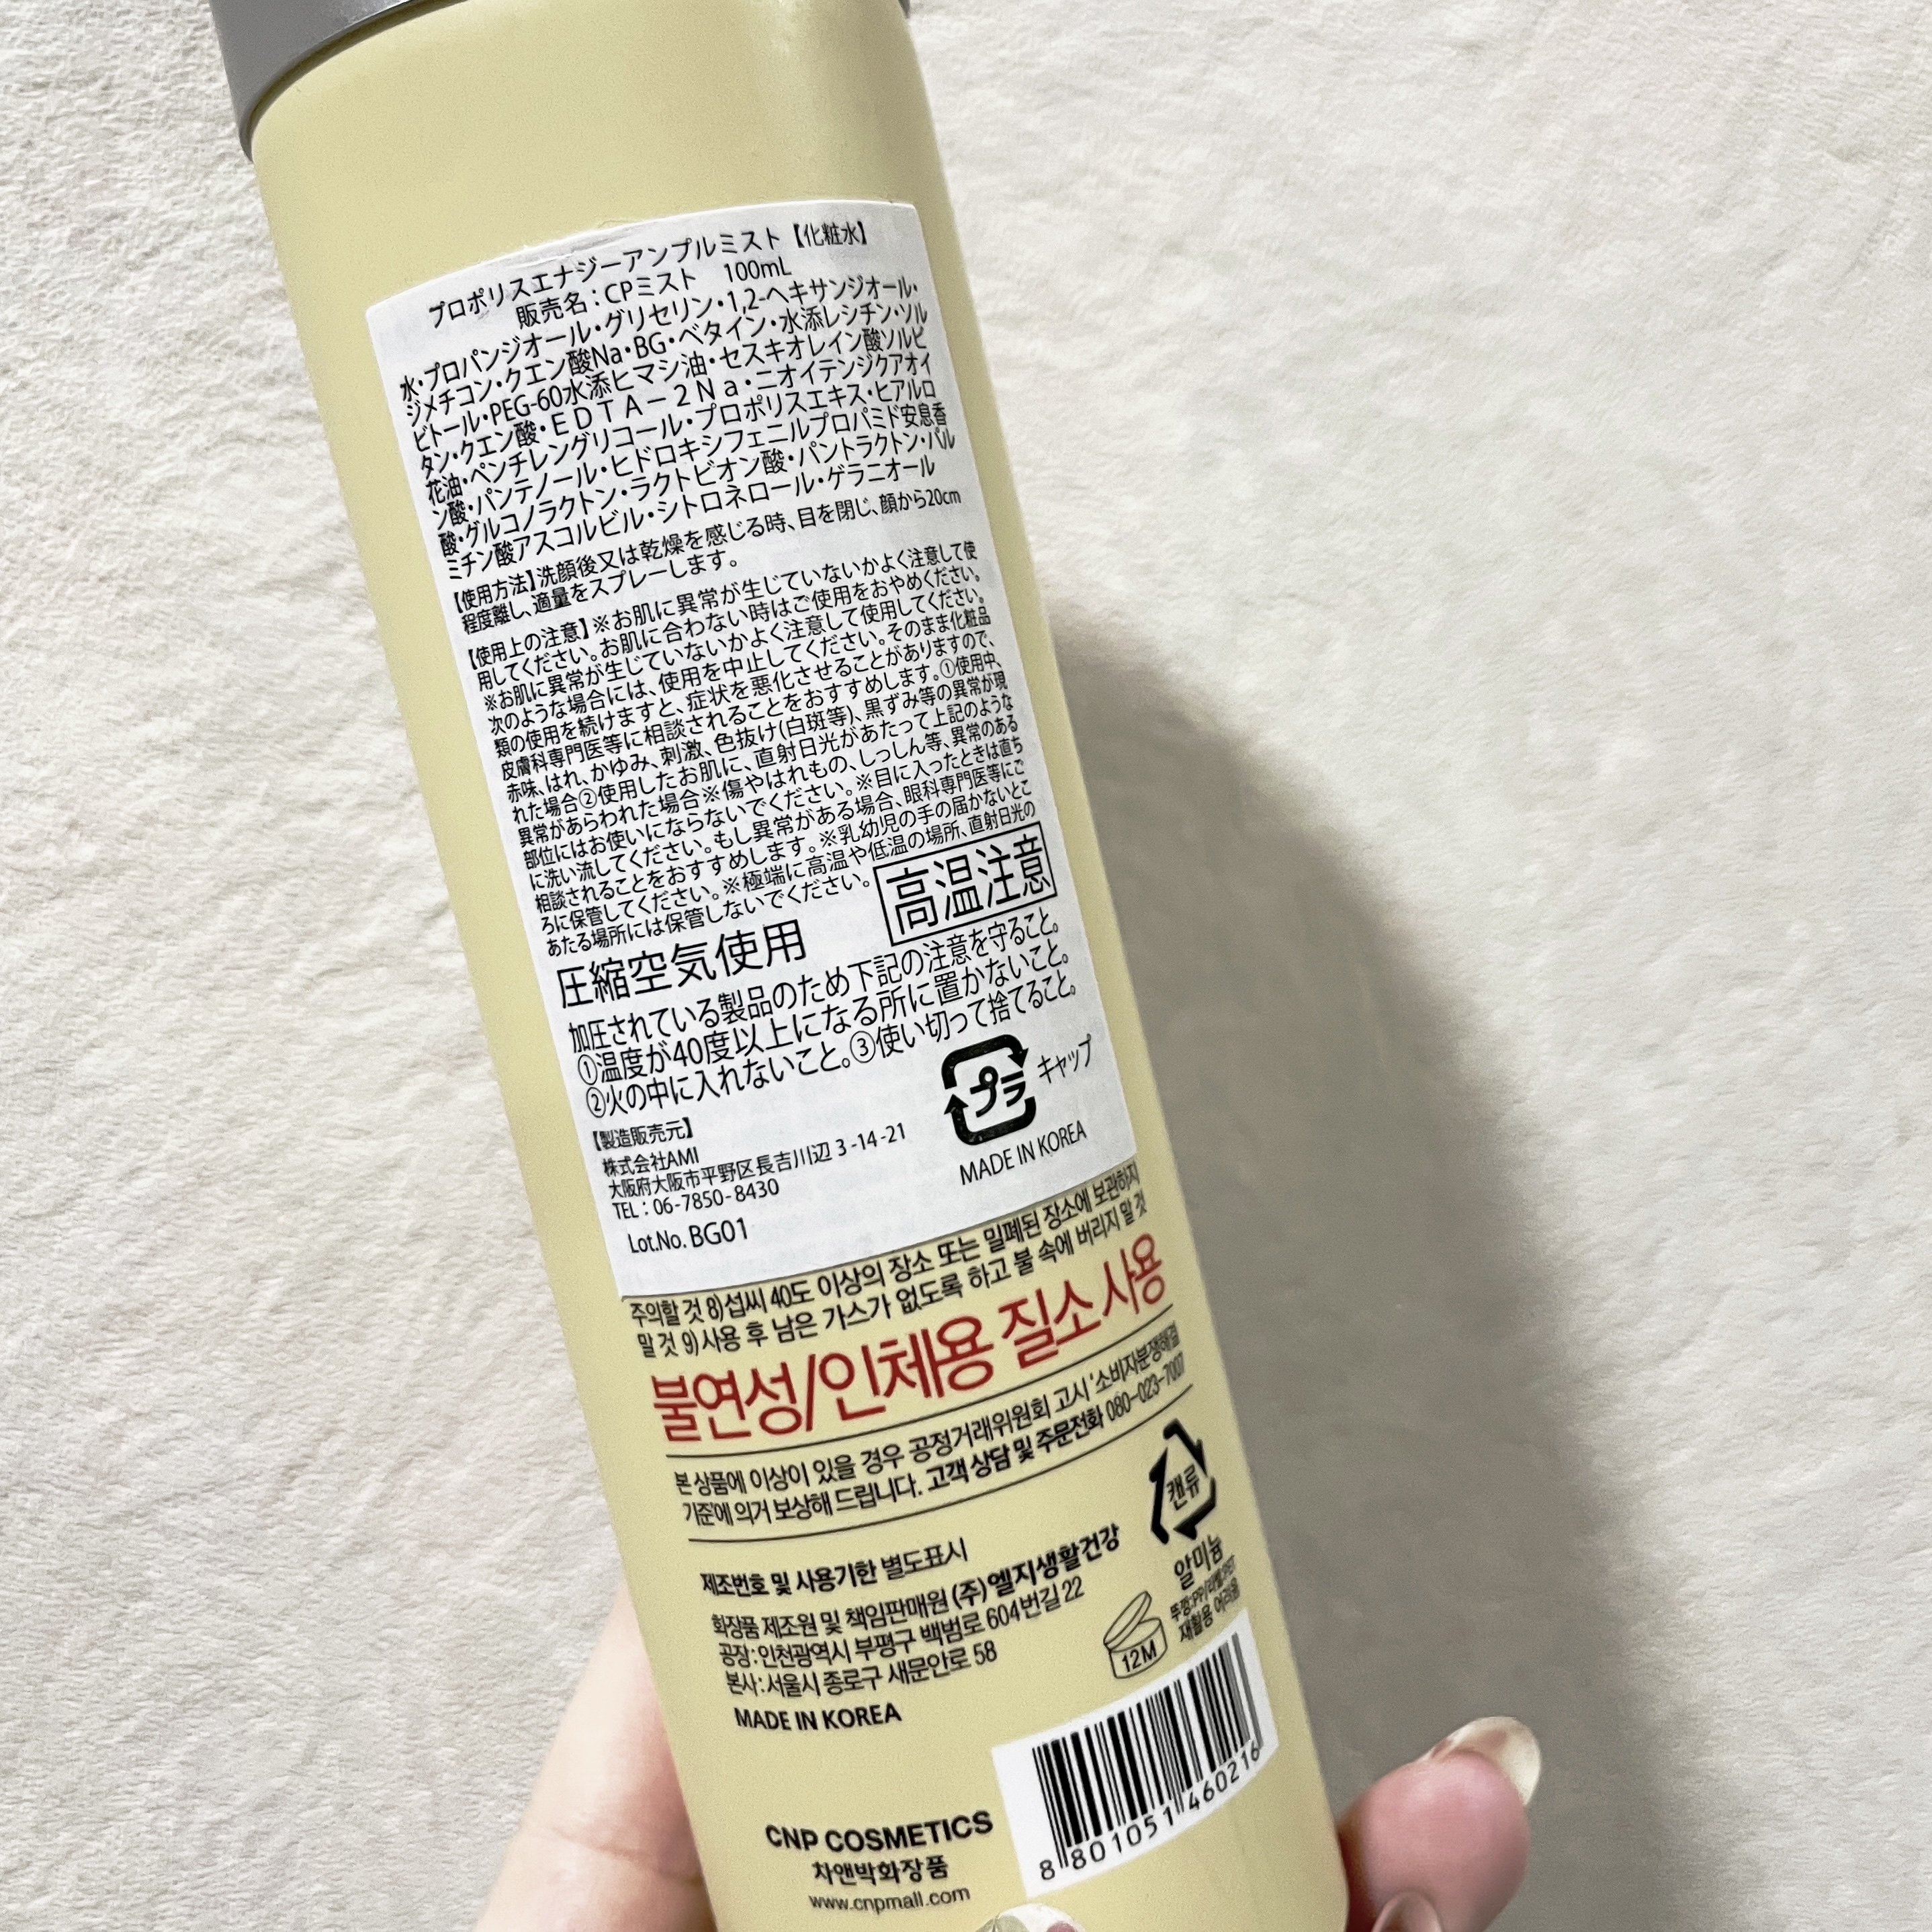 プロポリスエナジーアンプルミスト【化粧水】
販売名：CPミスト　100mL
水・プロパンジオール・グリセリン・1,2-ヘキサンジオール・
ジメチコン・クエン酸Na・BG・ベタイン・水添レシチン・ソル
ビトール・PEG-60水添ヒマシ油・セスキオレイン酸ソルビ
タン・クエン酸・EDTA－2Na・ニオイテンジクアオイ
花油・ペンチレングリコール・プロポリスエキス・ヒアルロ
ン酸・パンテノール・ヒドロキシフェニルプロパミド安息香
酸・グルコノラクトン・ラクトビオン酸・パントラクトン・パル
ミチン酸アスコルビル・シトロネロール・ゲラニオール
【使用方法】洗顔後又は乾燥を感じる時、目を閉じ、顔から20cm
程度離し、適量をスプレーします。
【使用上の注意】※お肌に異常が生じていないかよく注意して使
用してください。お肌に合わない時はご使用をおやめください。
※お肌に異常が生じていないかよく注意して使用してください。
次のような場合には、使用を中止してください。そのまま化粧品
類の使用を続けますと、症状を悪化させることがありますので、
皮膚科専門医等に相談されることをおすすめします。①使用中、
赤味、はれ、かゆみ、刺激、色抜け(白斑等)、黒ずみ等の異常が現
れた場合②使用したお肌に、直射日光があたって上記のような
異常があらわれた場合※傷やはれもの、しっしん等、異常のある
部位にはお使いにならないでください。※目に入ったときは直ち
に洗い流してください。もし異常がある場合、眼科専門医等にご
相談されることをおすすめします。※乳幼児の手の届かないとこ
ろに保管してください。※極端に高温や低温の場所、直射日光の
あたる場所には保管しないでください。
高温注意
圧縮空気使用
加圧されている製品のため下記の注意を守ること。
①温度が40度以上になる所に置かないこと。
②火の中に入れないこと。③使い切って捨てること。
プラ
キャップ
【製造販売元】
株式会社AMI
大阪府大阪市平野区長吉川辺 3-14-21
TEL：06-7850-8430
MADE IN KOREA
Lot.No. BG01
주의할 것 8)섭씨 40도 이상의 장소 또는 밀폐된 장소에 보관하지
말 것 9)사용 후 남은 가스가 없도록 하고 불 속에 버리지 말 것
불연성/인체용 질소 사용
본 상품에 이상이 있을 경우 공정거래위원회 고시 '소비자분쟁해결
기준'에 의거 보상해 드립니다. 고객 상담 및 주문전화 080-023-7007
캔류
알미늄
뚜껑:PP/라벨:PET
재활용 어려움
제조번호 및 사용기한 별도표시
화장품 제조원 및 책임판매원 (주)엘지생활건강
공장:인천광역시 부평구 백범로 604번길 22
본사:서울시 종로구 새문안로 58
MADE IN KOREA
12M
8 801051 460216
CNP COSMETICS
차앤박화장품
www.cnpmall.com